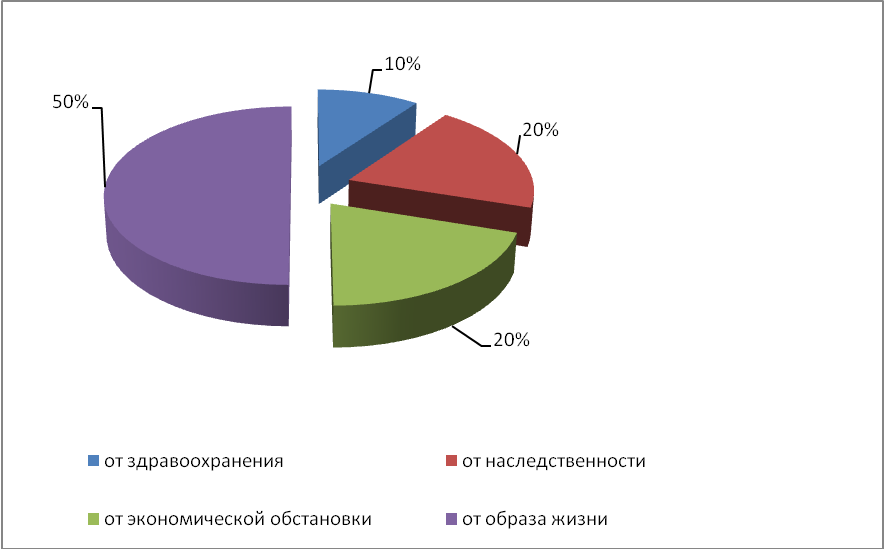 10%
50%
20%
20%
от здравоохранения
от наследственности
от экономической обстановки
от образа жизни